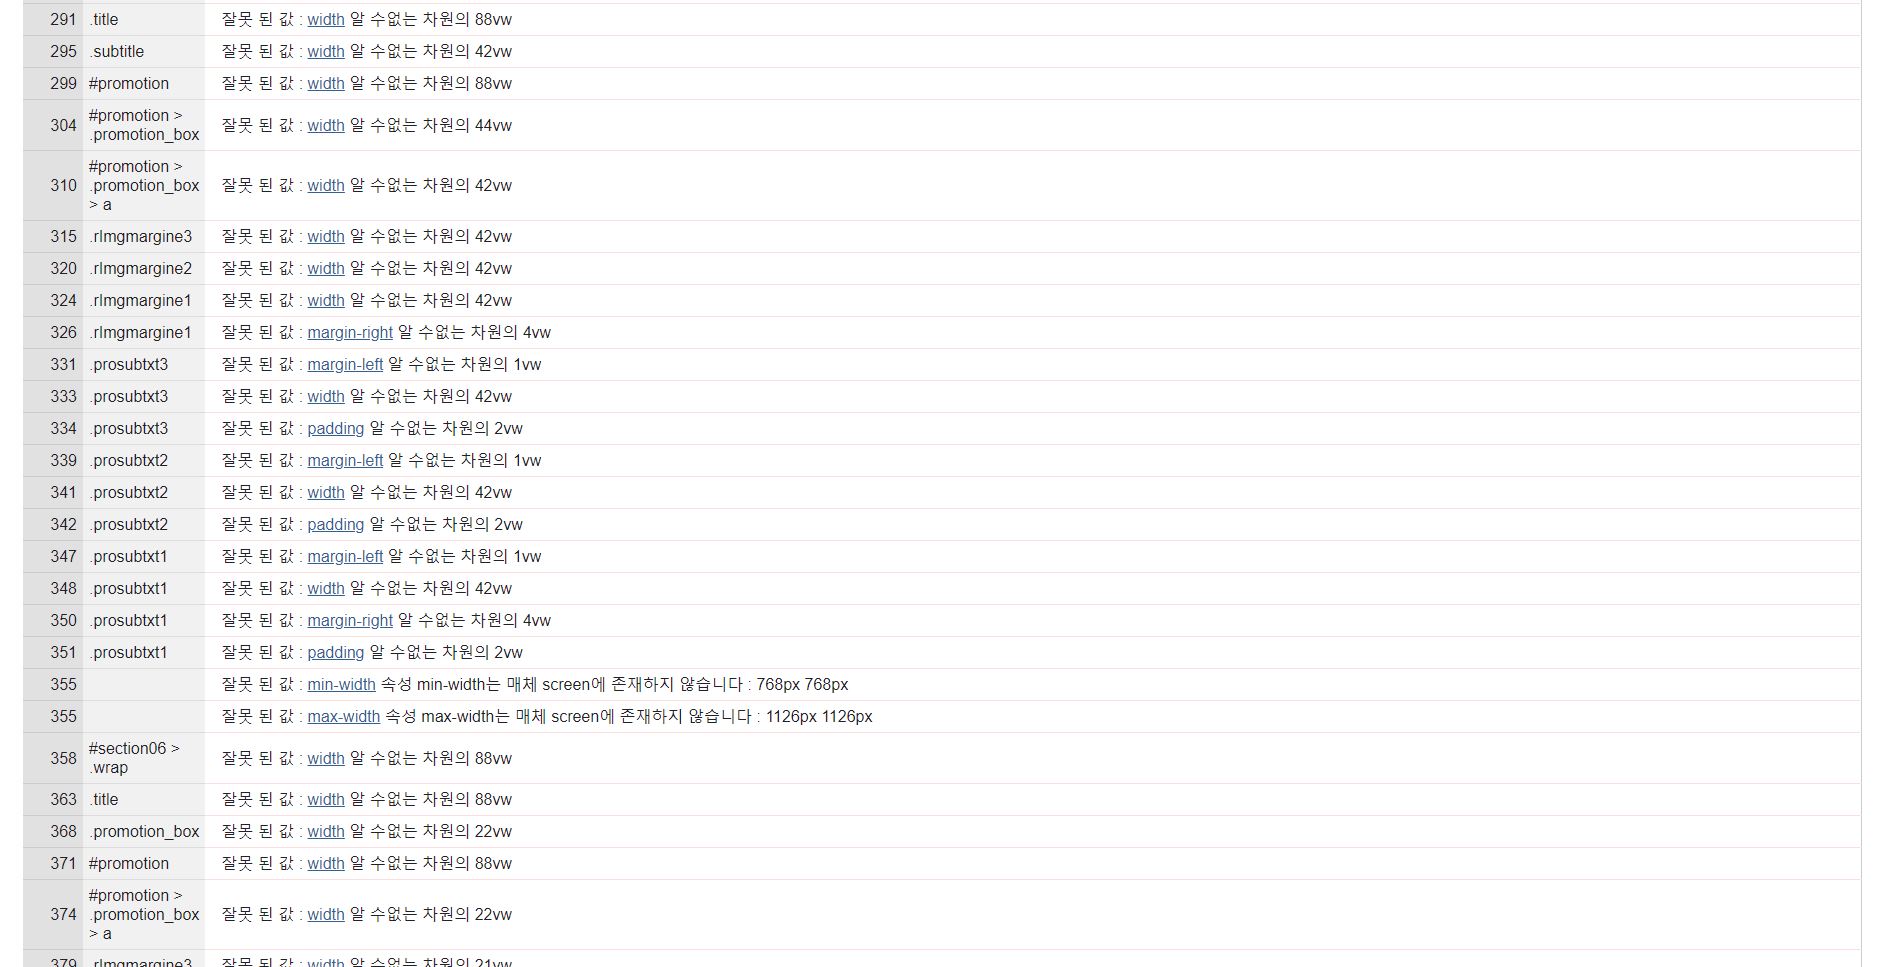 291 .title 잘못 된 값 : width 알 수없는 차원의 88vw
295 .subtitle 잘못 된 값 : width 알 수없는 차원의 42vw
299 #promotion 잘못 된 값 : width 알 수없는 차원의 88vw
304 #promotion > .promotion_box 잘못 된 값 : width 알 수없는 차원의 44vw
310 #promotion > .promotion_box > a 잘못 된 값 : width 알 수없는 차원의 42vw
315 .rImgmargine3 잘못 된 값 : width 알 수없는 차원의 42vw
320 .rImgmargine2 잘못 된 값 : width 알 수없는 차원의 42vw
324 .rImgmargine1 잘못 된 값 : width 알 수없는 차원의 42vw
326 .rImgmargine1 잘못 된 값 : margin-right 알 수없는 차원의 4vw
331 .prosubtxt3 잘못 된 값 : margin-left 알 수없는 차원의 1vw
333 .prosubtxt3 잘못 된 값 : width 알 수없는 차원의 42vw
334 .prosubtxt3 잘못 된 값 : padding 알 수없는 차원의 2vw
339 .prosubtxt2 잘못 된 값 : margin-left 알 수없는 차원의 1vw
341 .prosubtxt2 잘못 된 값 : width 알 수없는 차원의 42vw
342 .prosubtxt2 잘못 된 값 : padding 알 수없는 차원의 2vw
347 .prosubtxt1 잘못 된 값 : margin-left 알 수없는 차원의 1vw
348 .prosubtxt1 잘못 된 값 : width 알 수없는 차원의 42vw
350 .prosubtxt1 잘못 된 값 : margin-right 알 수없는 차원의 4vw
351 .prosubtxt1 잘못 된 값 : padding 알 수없는 차원의 2vw
355 잘못 된 값 : min-width 속성 min-width는 매체 screen에 존재하지 않습니다 : 768px 768px
355 잘못 된 값 : max-width 속성 max-width는 매체 screen에 존재하지 않습니다 : 1126px 1126px
358 #section06 > .wrap 잘못 된 값 : width 알 수없는 차원의 88vw
363 .title 잘못 된 값 : width 알 수없는 차원의 88vw
368 .promotion_box 잘못 된 값 : width 알 수없는 차원의 22vw
371 #promotion 잘못 된 값 : width 알 수없는 차원의 88vw
374 #promotion > .promotion_box > a 잘못 된 값 : width 알 수없는 차원의 22vw
379 .rImgmargine3 잘못 된 값 : width 알 수없는 차원의 21vw